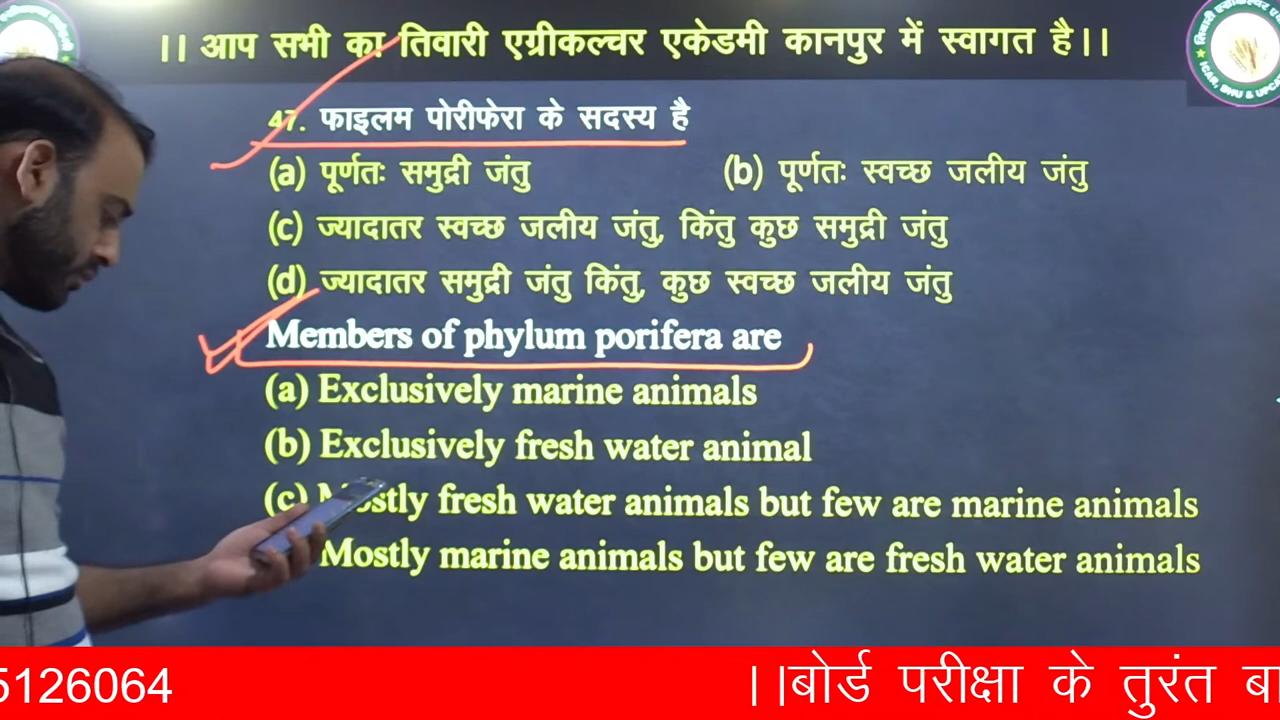 ।। आप सभी का तिवारी एग्रीकल्चर एकेडमी कानपुर में स्वागत है।।
47. फाइलम पोरीफेरा के सदस्य है
(a) पूर्णतः समुद्री जंतु (b) पूर्णतः स्वच्छ जलीय जंतु
(c) ज्यादातर स्वच्छ जलीय जंतु, किंतु कुछ समुद्री जंतु
(d) ज्यादातर समुद्री जंतु किंतु, कुछ स्वच्छ जलीय जंतु
Members of phylum porifera are
(a) Exclusively marine animals
(b) Exclusively fresh water animal
(c) Mostly fresh water animals but few are marine animals
Mostly marine animals but few are fresh water animals
5126064 ।।बोर्ड परीक्षा के तुरंत